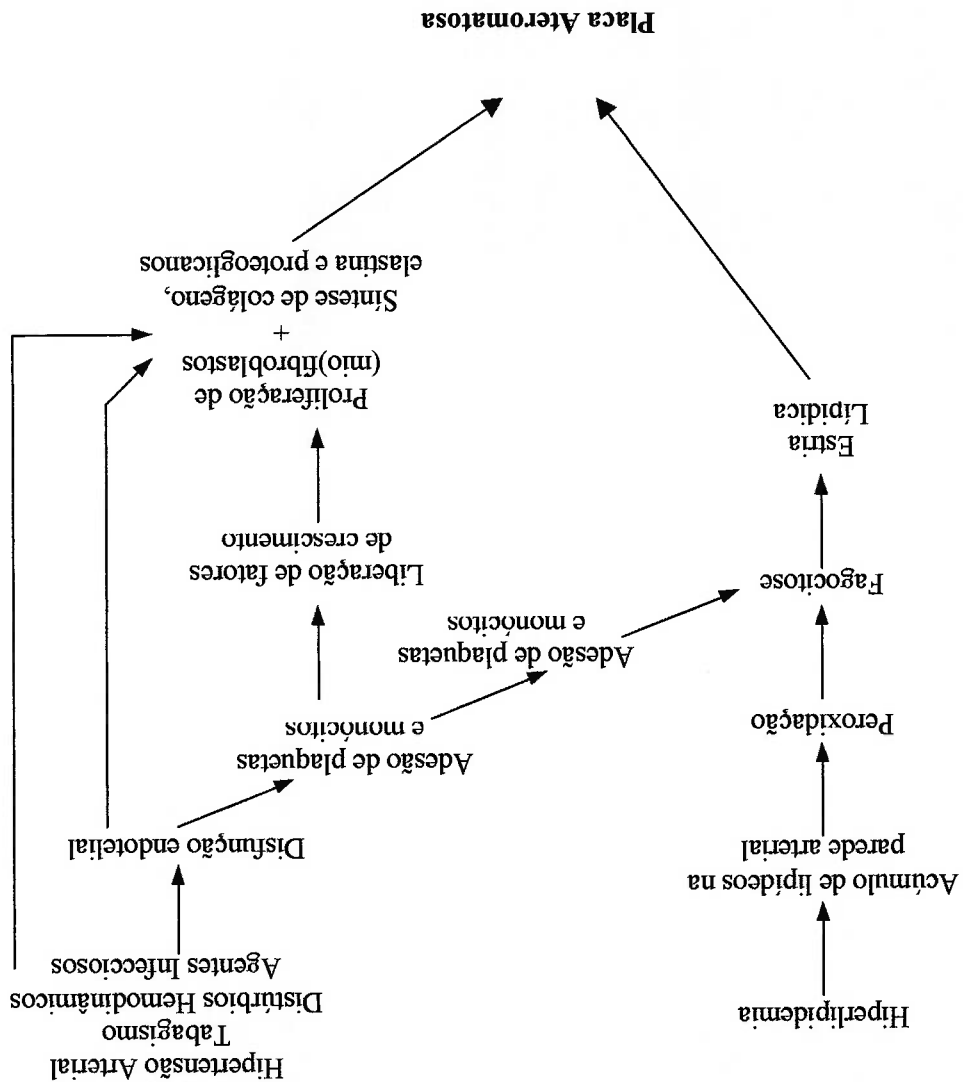 Hiperlipidemia
Acúmulo de lipídeos na
parede arterial
Peroxidação
Fagocitose
Estria
Lípidica
Hipertensão Arterial
Tabagismo
Distúrbios Hemodinâmicos
Agentes Infecciosos
Disfunção endotelial
Adesão de plaquetas
e monócitos
Adesão de plaquetas
e monócitos
Liberação de fatores
de crescimento
Proliferação de
(mio)fibroblastos
+
Síntese de colágeno,
elastina e proteoglicanos
Placa Ateromatosa